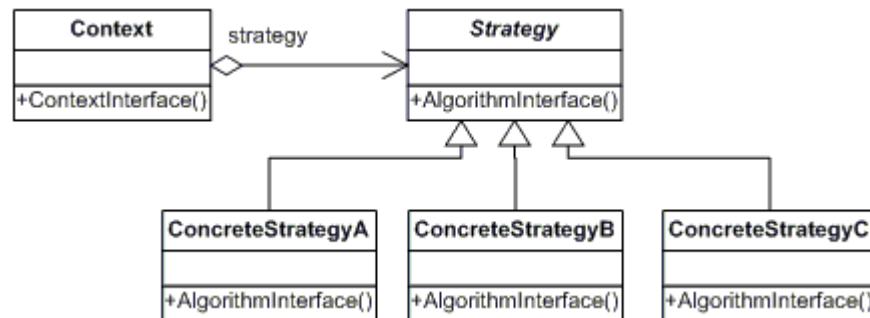 Context
strategy
Strategy
+ContextInterface()
+AlgorithmInterface()
ConcreteStrategyA
ConcreteStrategyB
ConcreteStrategyC
+AlgorithmInterface()
+AlgorithmInterface()
+AlgorithmInterface()